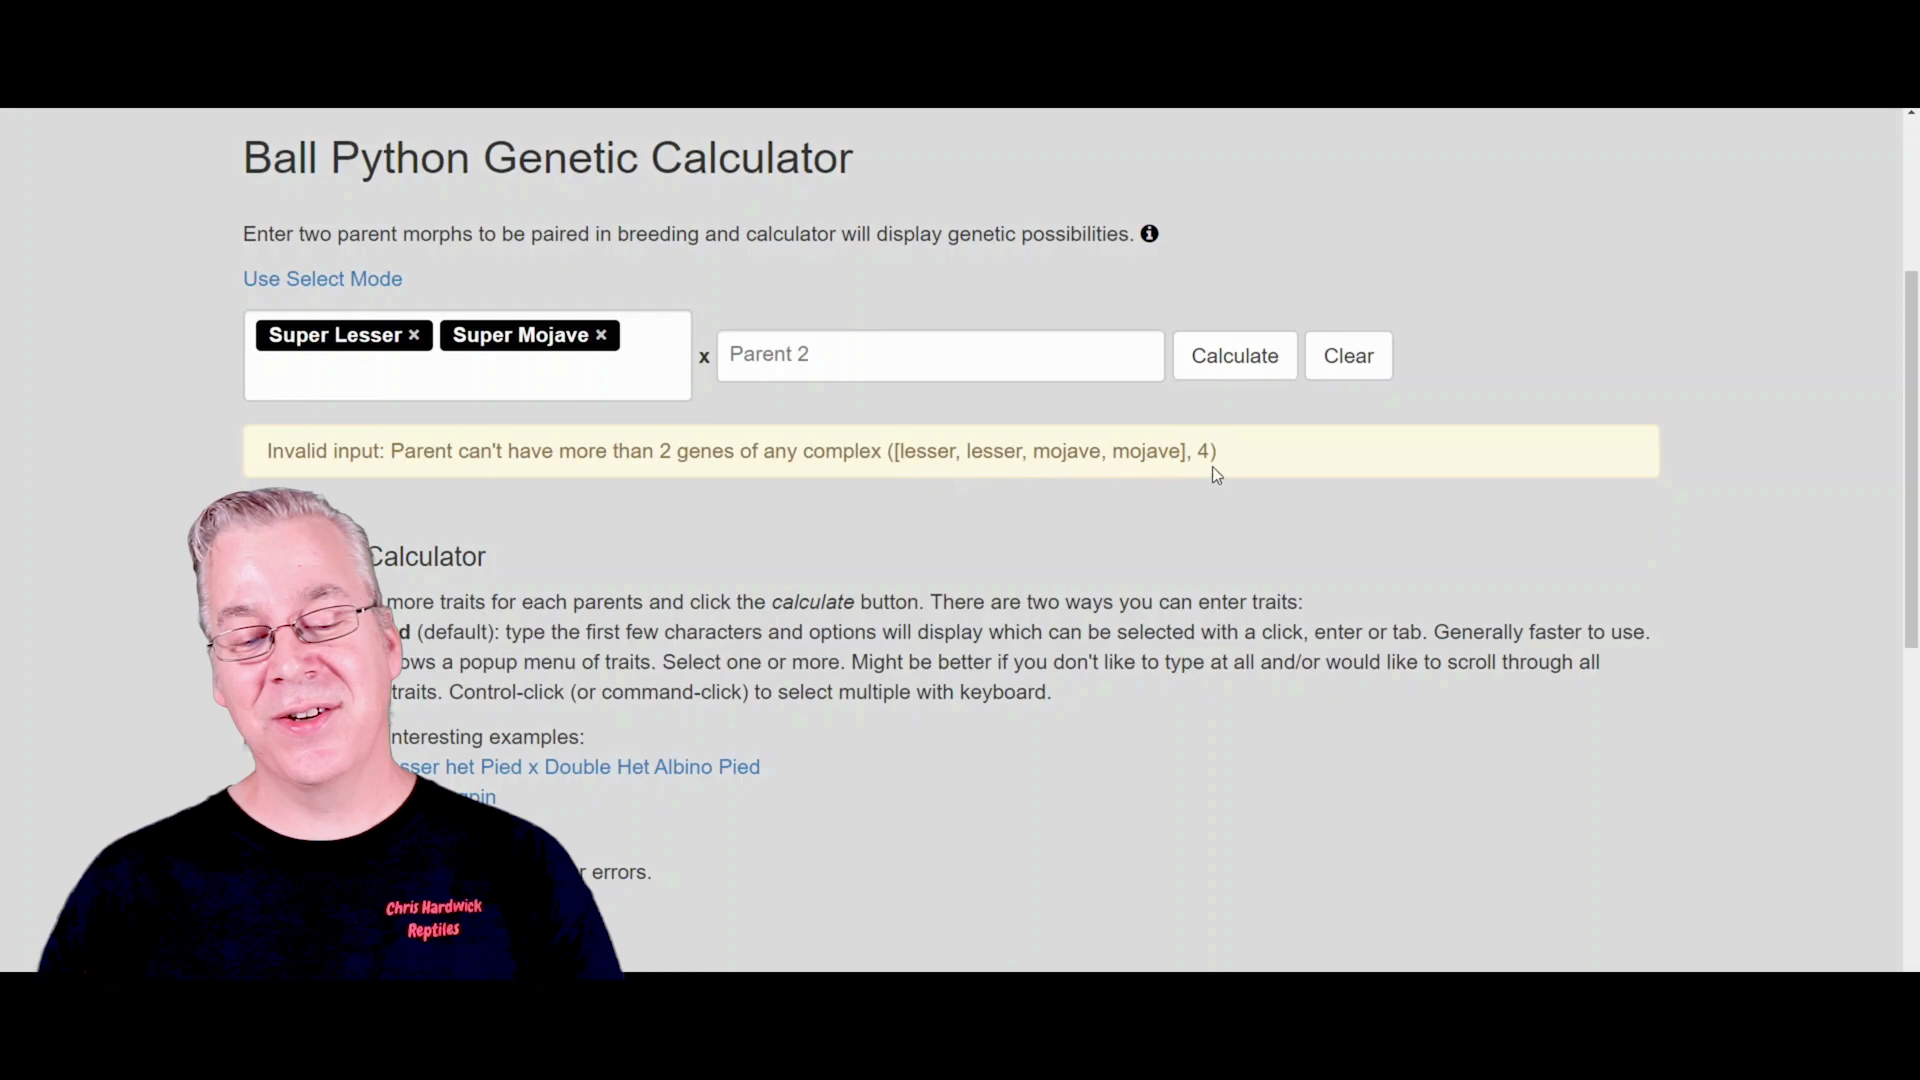 Ball Python Genetic Calculator
Enter two parent morphs to be paired in breeding and calculator will display genetic possibilities.
Use Select Mode
Super Lesser × Super Mojave ×
x
Parent 2
Calculate
Clear
Invalid input: Parent can't have more than 2 genes of any complex ([lesser, lesser, mojave, mojave], 4)
Calculator
more traits for each parents and click the calculate button. There are two ways you can enter traits:
(default): type the first few characters and options will display which can be selected with a click, enter or tab. Generally faster to use.
a popup menu of traits. Select one or more. Might be better if you don't like to type at all and/or would like to scroll through all
traits. Control-click (or command-click) to select multiple with keyboard.
interesting examples:
het Pied x Double Het Albino Pied
errors.
Chris Hardwick
Reptiles